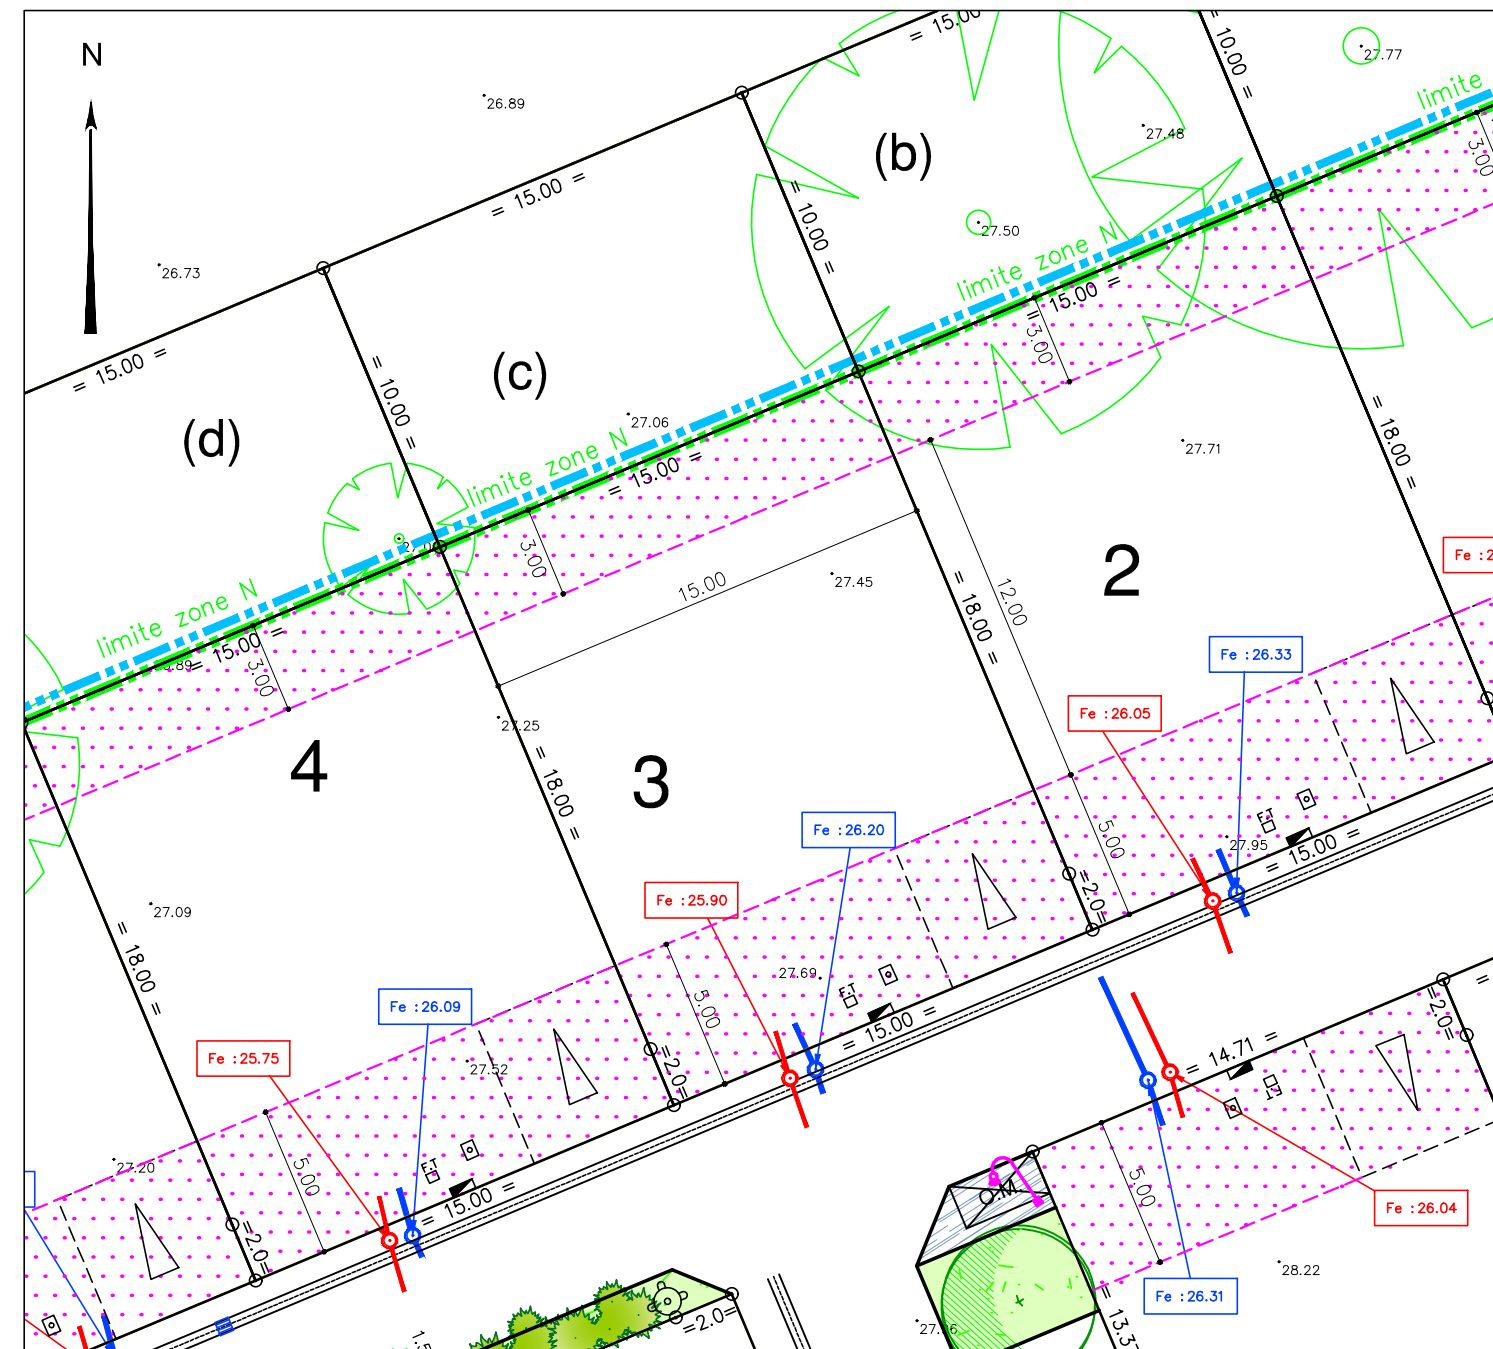 N
= 15.00 =
= 10.00 =
27.77
limite
26.89
27.48
3.00
(b)
= 15.00 =
= 10.00 =
27.50
limite zone N
26.73
= 15.00 =
= 3.00
= 15.00 =
= 10.00 =
(c)
(d)
27.06
limite zone N
= 15.00 =
27.71
= 18.00 =
3.00
15.00
27.45
2
12.00
= 18.00 =
limite zone N
= 15.00 =
3.00
Fe : 26.33
Fe : 26.05
27.25
4
3
= 18.00 =
Fe : 26.20
5.00
27.95
F.T
= 15.00 =
Fe : 25.90
=2.0=
27.09
= 18.00 =
27.69
F.T
= 15.00 =
5.00
Fe : 26.09
Fe : 25.75
27.52
=2.0=
=2.0=
= 14.71 =
27.20
5.00
F.T
= 15.00 =
O.M
5.00
Fe : 26.04
=2.0=
28.22
Fe : 26.31
=2.0=